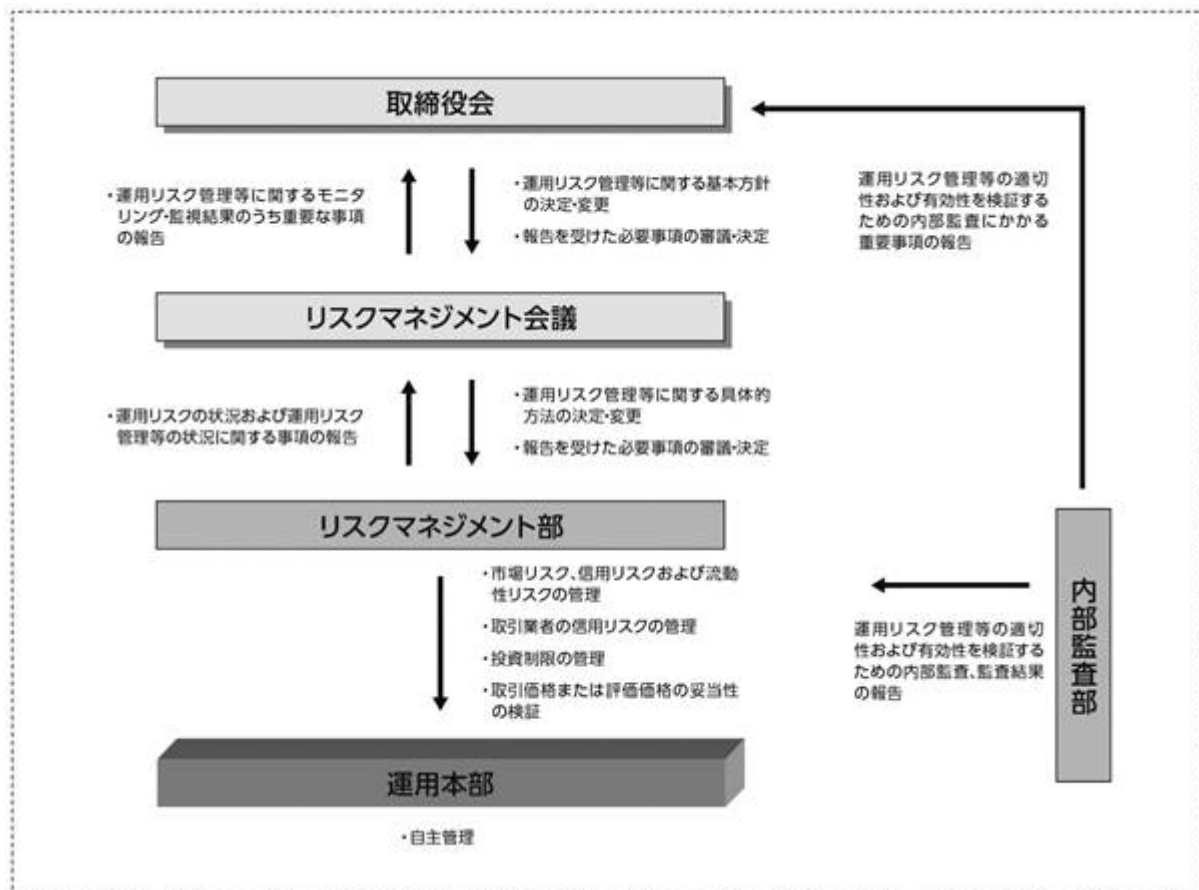 取締役会
・運用リスク管理等に関するモニタ
リング・監視結果のうち重要な事項
の報告
・運用リスク管理等に関する基本方針
の決定・変更
・報告を受けた必要事項の審議・決定
運用リスク管理等の適切
性および有効性を検証す
るための内部監査にかかる
重要事項の報告
リスクマネジメント会議
・運用リスクの状況および運用リスク
管理等の状況に関する事項の報告
・運用リスク管理等に関する具体的
方法の決定・変更
・報告を受けた必要事項の審議・決定
リスクマネジメント部
・市場リスク、信用リスクおよび流動
性リスクの管理
・取引業者の信用リスクの管理
・投資制限の管理
・取引価格または評価価格の妥当性
の検証
運用リスク管理等の適切
性および有効性を検証する
ための内部監査、監査結果
の報告
内部監査部
運用本部
・自主管理